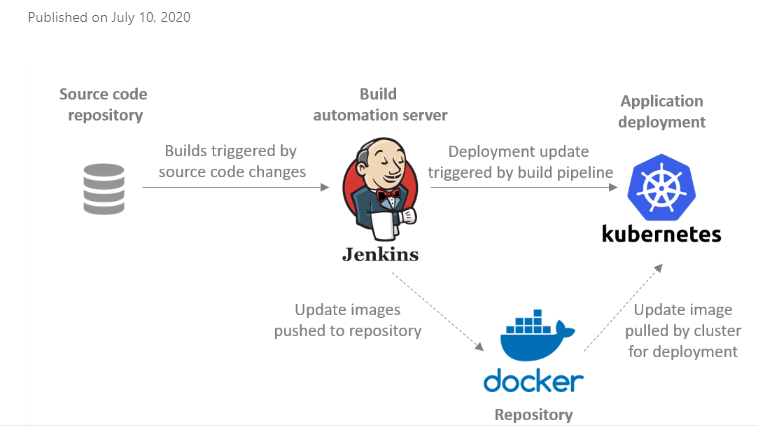 Published on July 10, 2020
Source code
repository
Build
automation server
Application
deployment
Builds triggered by
source code changes
Deployment update
triggered by build pipeline
kubernetes
Jenkins
Update images
pushed to repository
Update image
pulled by cluster
for deployment
docker
Repository